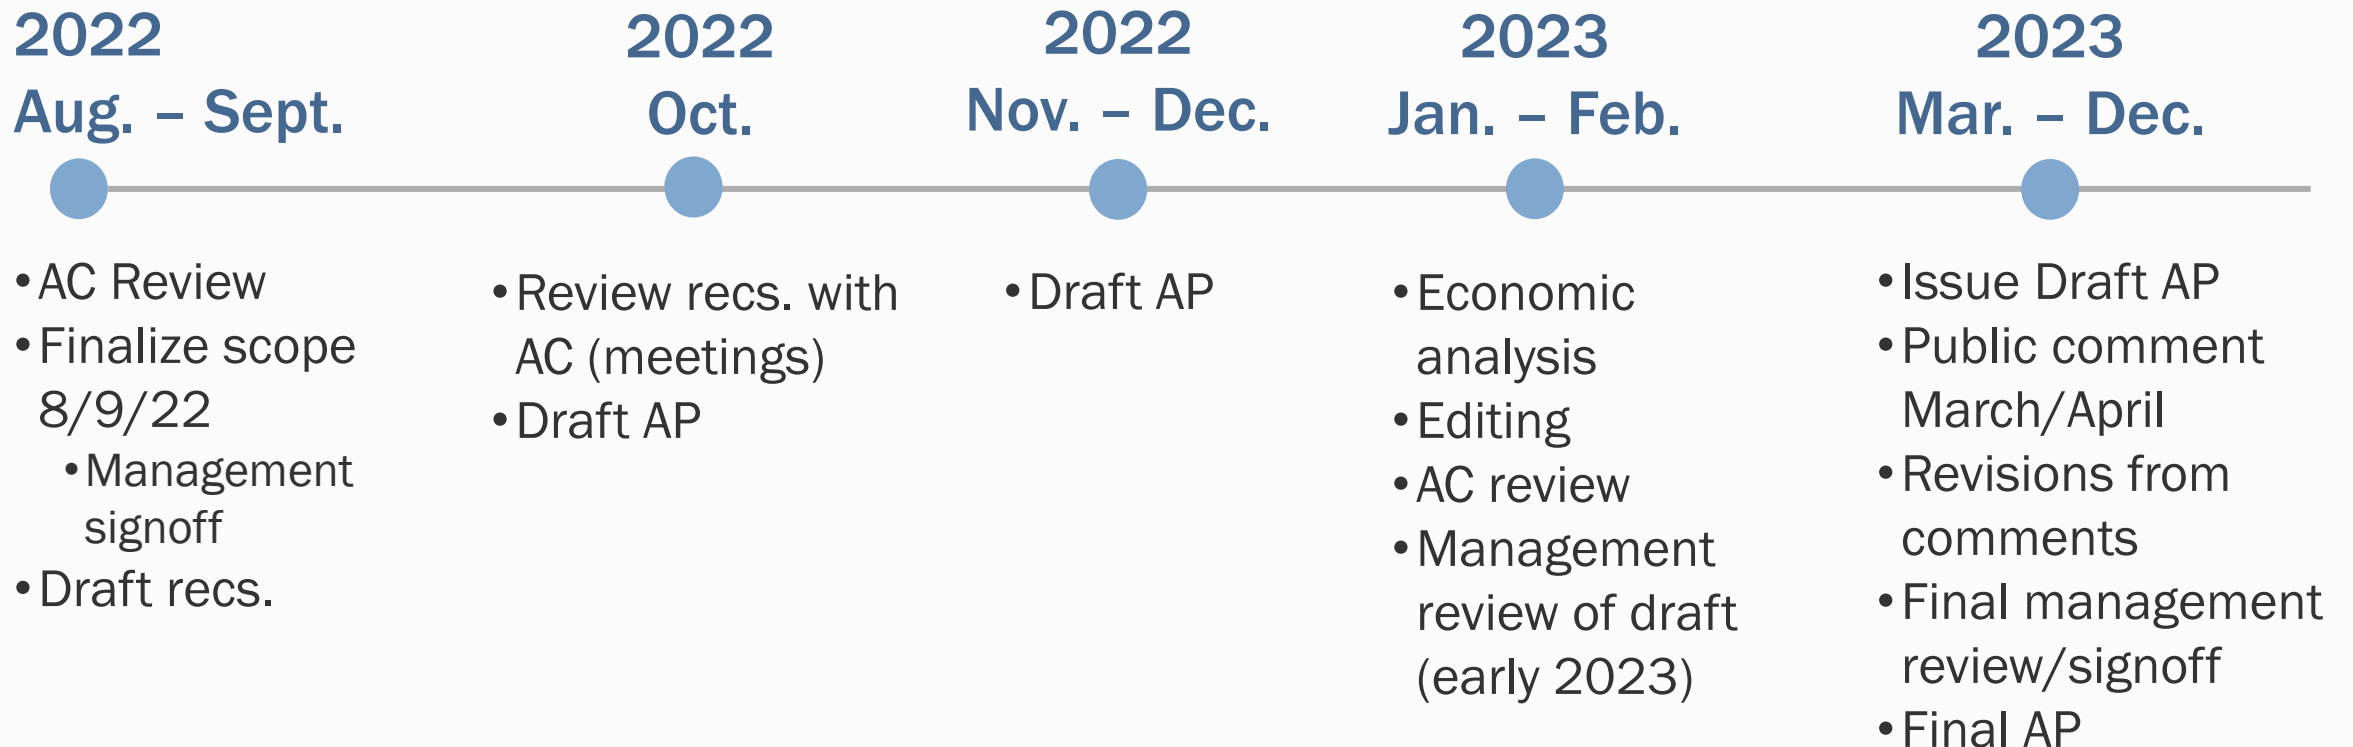 2022
Aug. – Sept.
•AC Review
•Finalize scope
8/9/22
•Management
signoff
•Draft recs.
2022
Oct.
•Review recs. with
AC (meetings)
•Draft AP
2022
Nov. – Dec.
•Draft AP
2023
Jan. – Feb.
•Economic
analysis
•Editing
•AC review
•Management
review of draft
(early 2023)
2023
Mar. – Dec.
•Issue Draft AP
•Public comment
March/April
•Revisions from
comments
•Final management
review/signoff
•Final AP